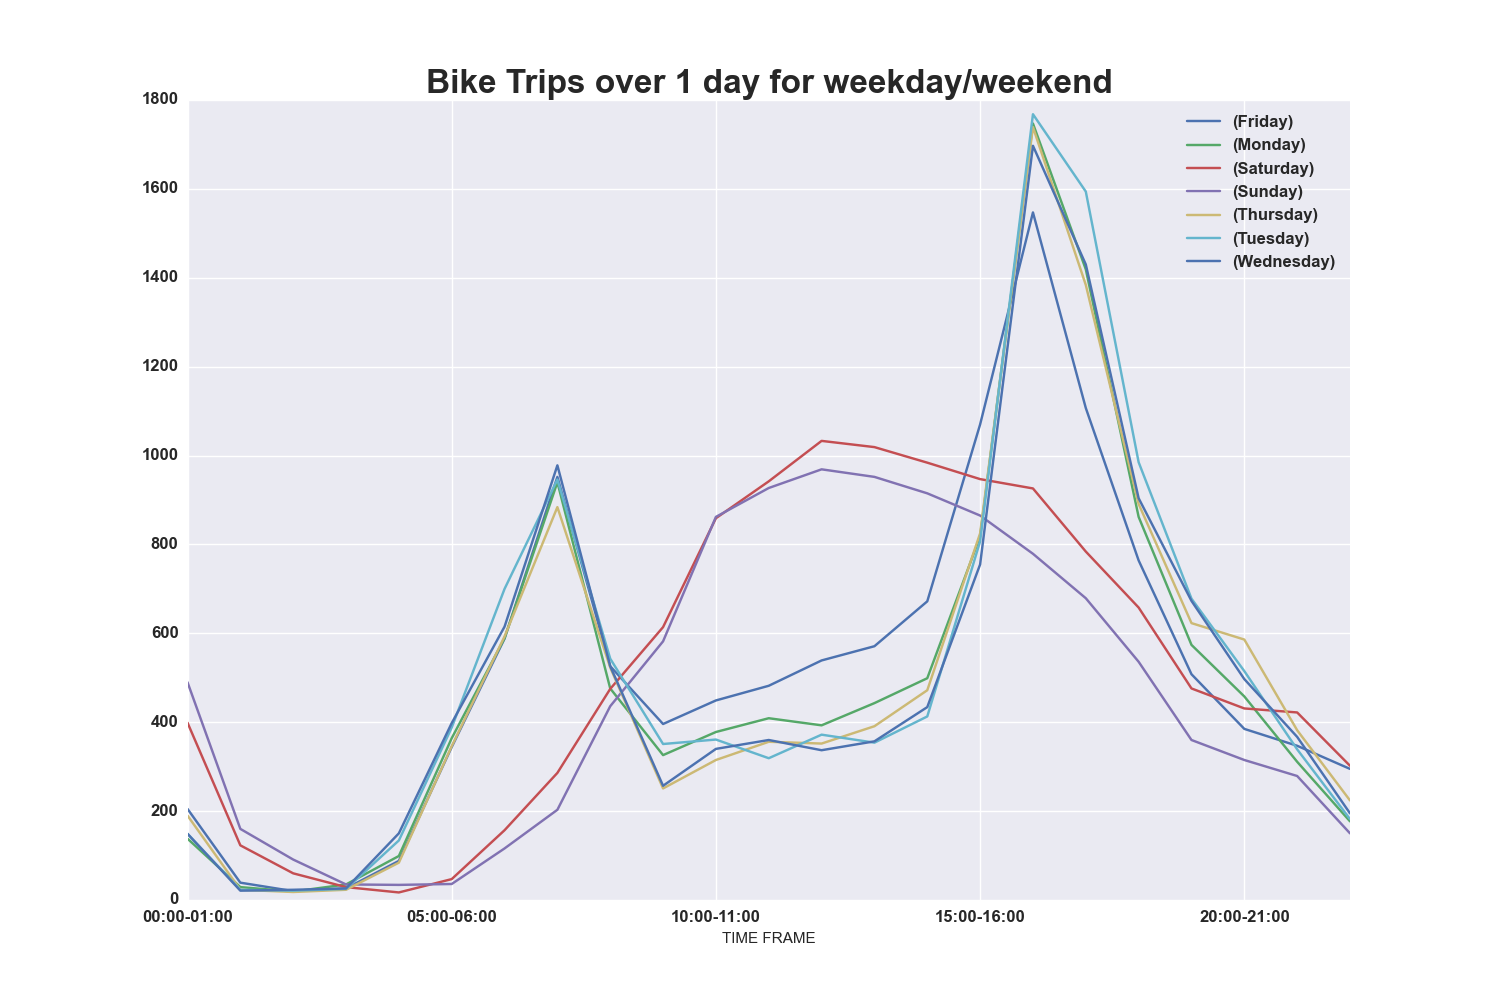 Bike Trips over 1 day for weekday/weekend
1800
1600
1400
1200
1000
800
600
400
200
0
(Friday)
(Monday)
(Saturday)
(Sunday)
(Thursday)
(Tuesday)
(Wednesday)
00:00-01:00 05:00-06:00 10:00-11:00 15:00-16:00 20:00-21:00
TIME FRAME